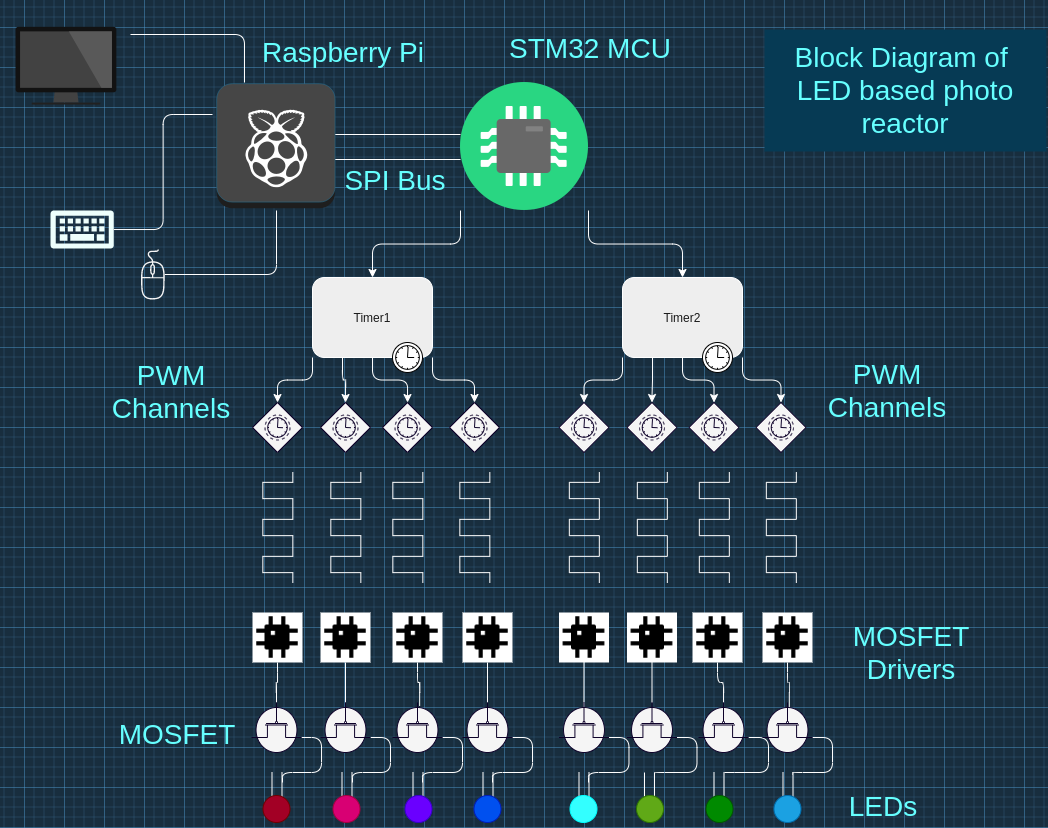 Raspberry Pi
STM32 MCU
Block Diagram of
LED based photo
reactor
SPI Bus
Timer1
Timer2
PWM
Channels
PWM
Channels
MOSFET
Drivers
MOSFET
LEDs